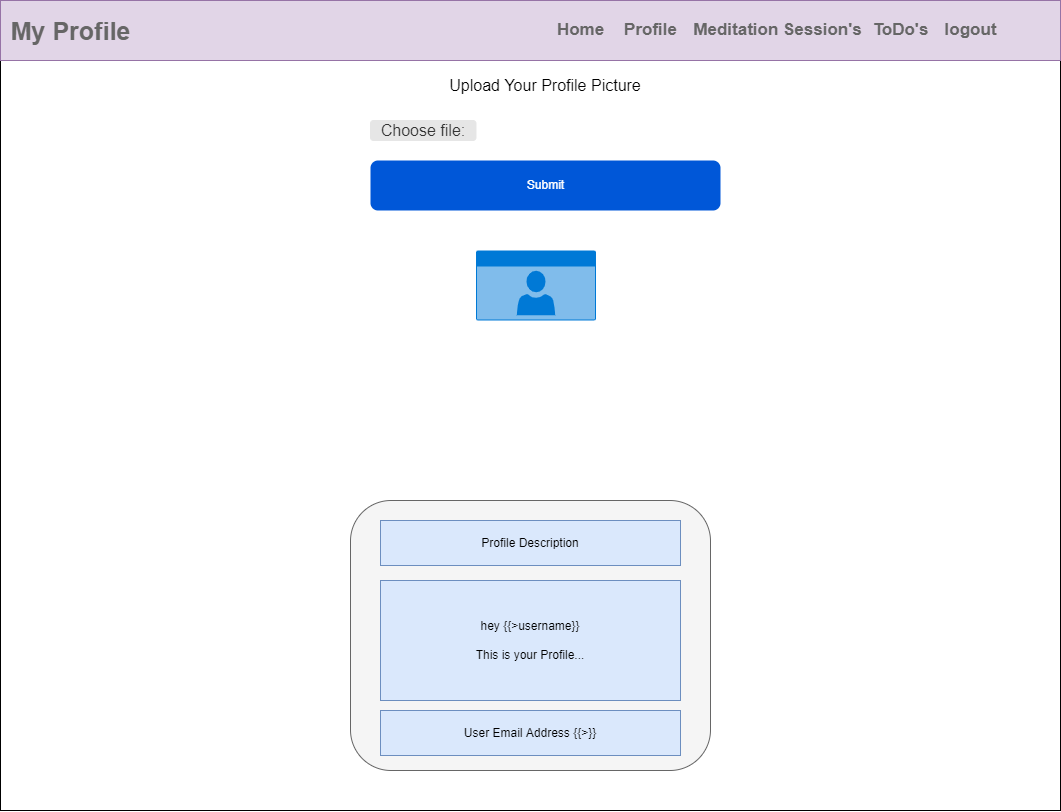 My Profile
Home Profile Meditation Session's ToDo's logout
Upload Your Profile Picture
Choose file:
Submit
Profile Description
hey {{>username}}
This is your Profile...
User Email Address {{>}}